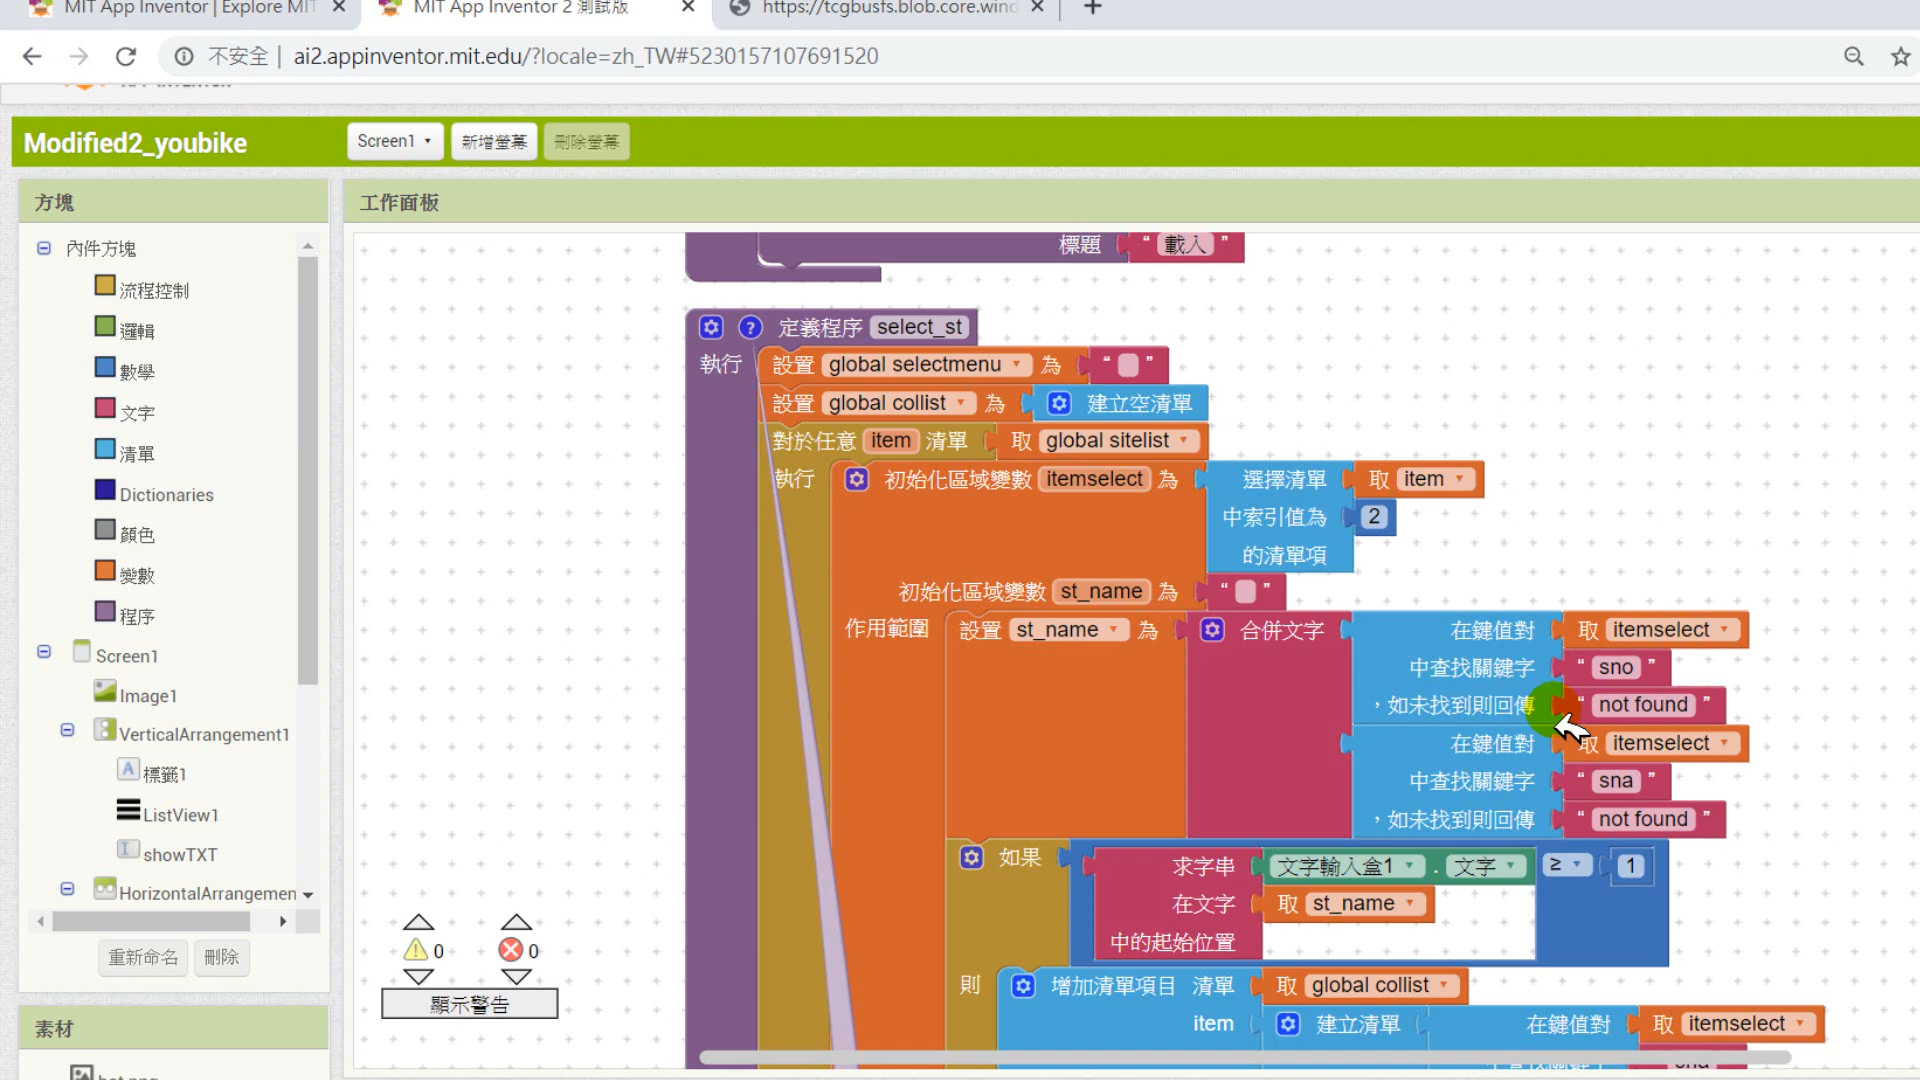 MIT App Inventor | Explore MIT
MIT App Inventor 2 測試版
https://tcgbusfs.blob.core.wind
不安全 | ai2.appinventor.mit.edu/?locale=zh_TW#5230157107691520
Modified2_youbike
Screen1
新增螢幕
刪除螢幕
方塊
工作面板
內件方塊
流程控制
邏輯
數學
文字
清單
Dictionaries
顏色
變數
程序
Screen1
Image1
VerticalArrangement1
標籤1
ListView1
showTXT
HorizontalArrangemen
重新命名
刪除
素材
標題 “ 載入 ”
定義程序 select_st
執行 設置 global selectmenu 為 “ ”
設置 global collist 為 建立空清單
對於任意 item 清單 取 global sitelist
執行 初始化區域變數 itemselect 為 選擇清單 取 item
中索引值為 2
的清單項
初始化區域變數 st_name 為 “ ”
作用範圍 設置 st_name 為 合併文字 在鍵值對 取 itemselect
中查找關鍵字 “ sno ”
，如未找到則回傳 “ not found ”
在鍵值對 取 itemselect
中查找關鍵字 “ sna ”
，如未找到則回傳 “ not found ”
如果 求字串 文字輸入盒1 . 文字 ≥ 1
在文字 取 st_name
中的起始位置
則 增加清單項目 清單 取 global collist
item 建立清單 在鍵值對 取 itemselect
0 0
顯示警告